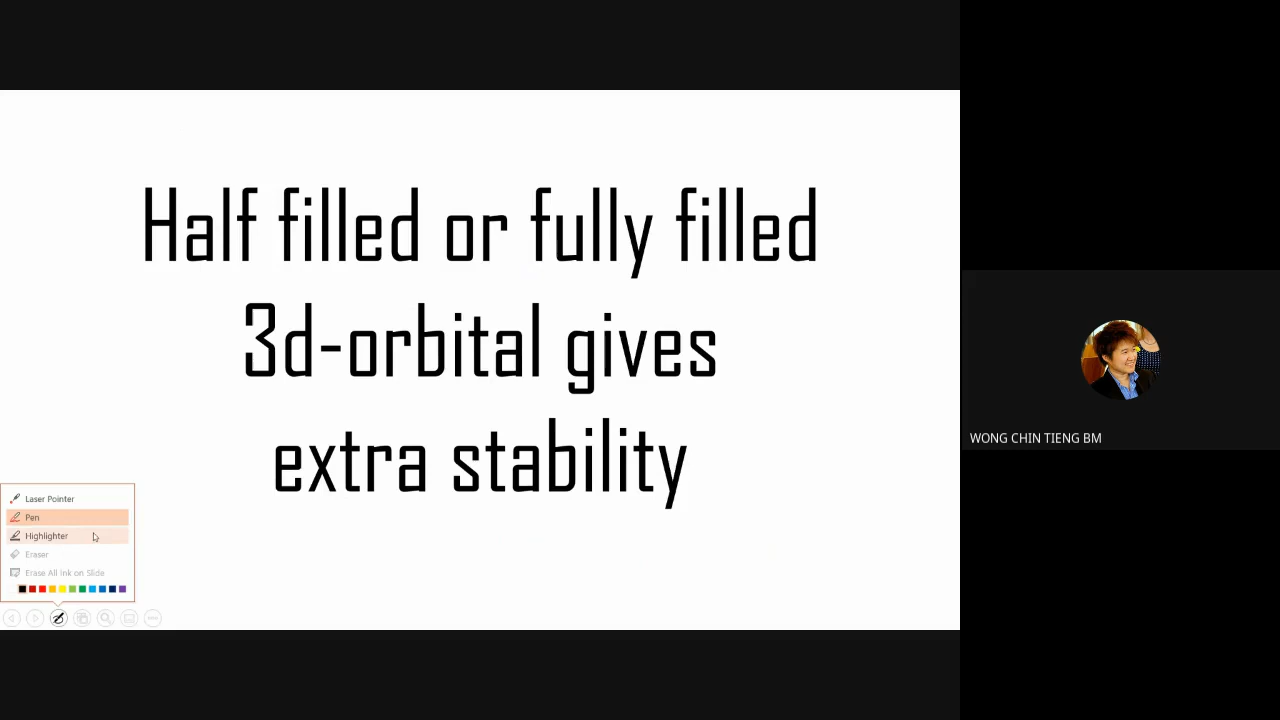 Half filled or fully filled
3d-orbital gives
extra stability
WONG CHIN TIENG BM
Laser Pointer
Pen
Highlighter
Eraser
Erase All Ink on Slide